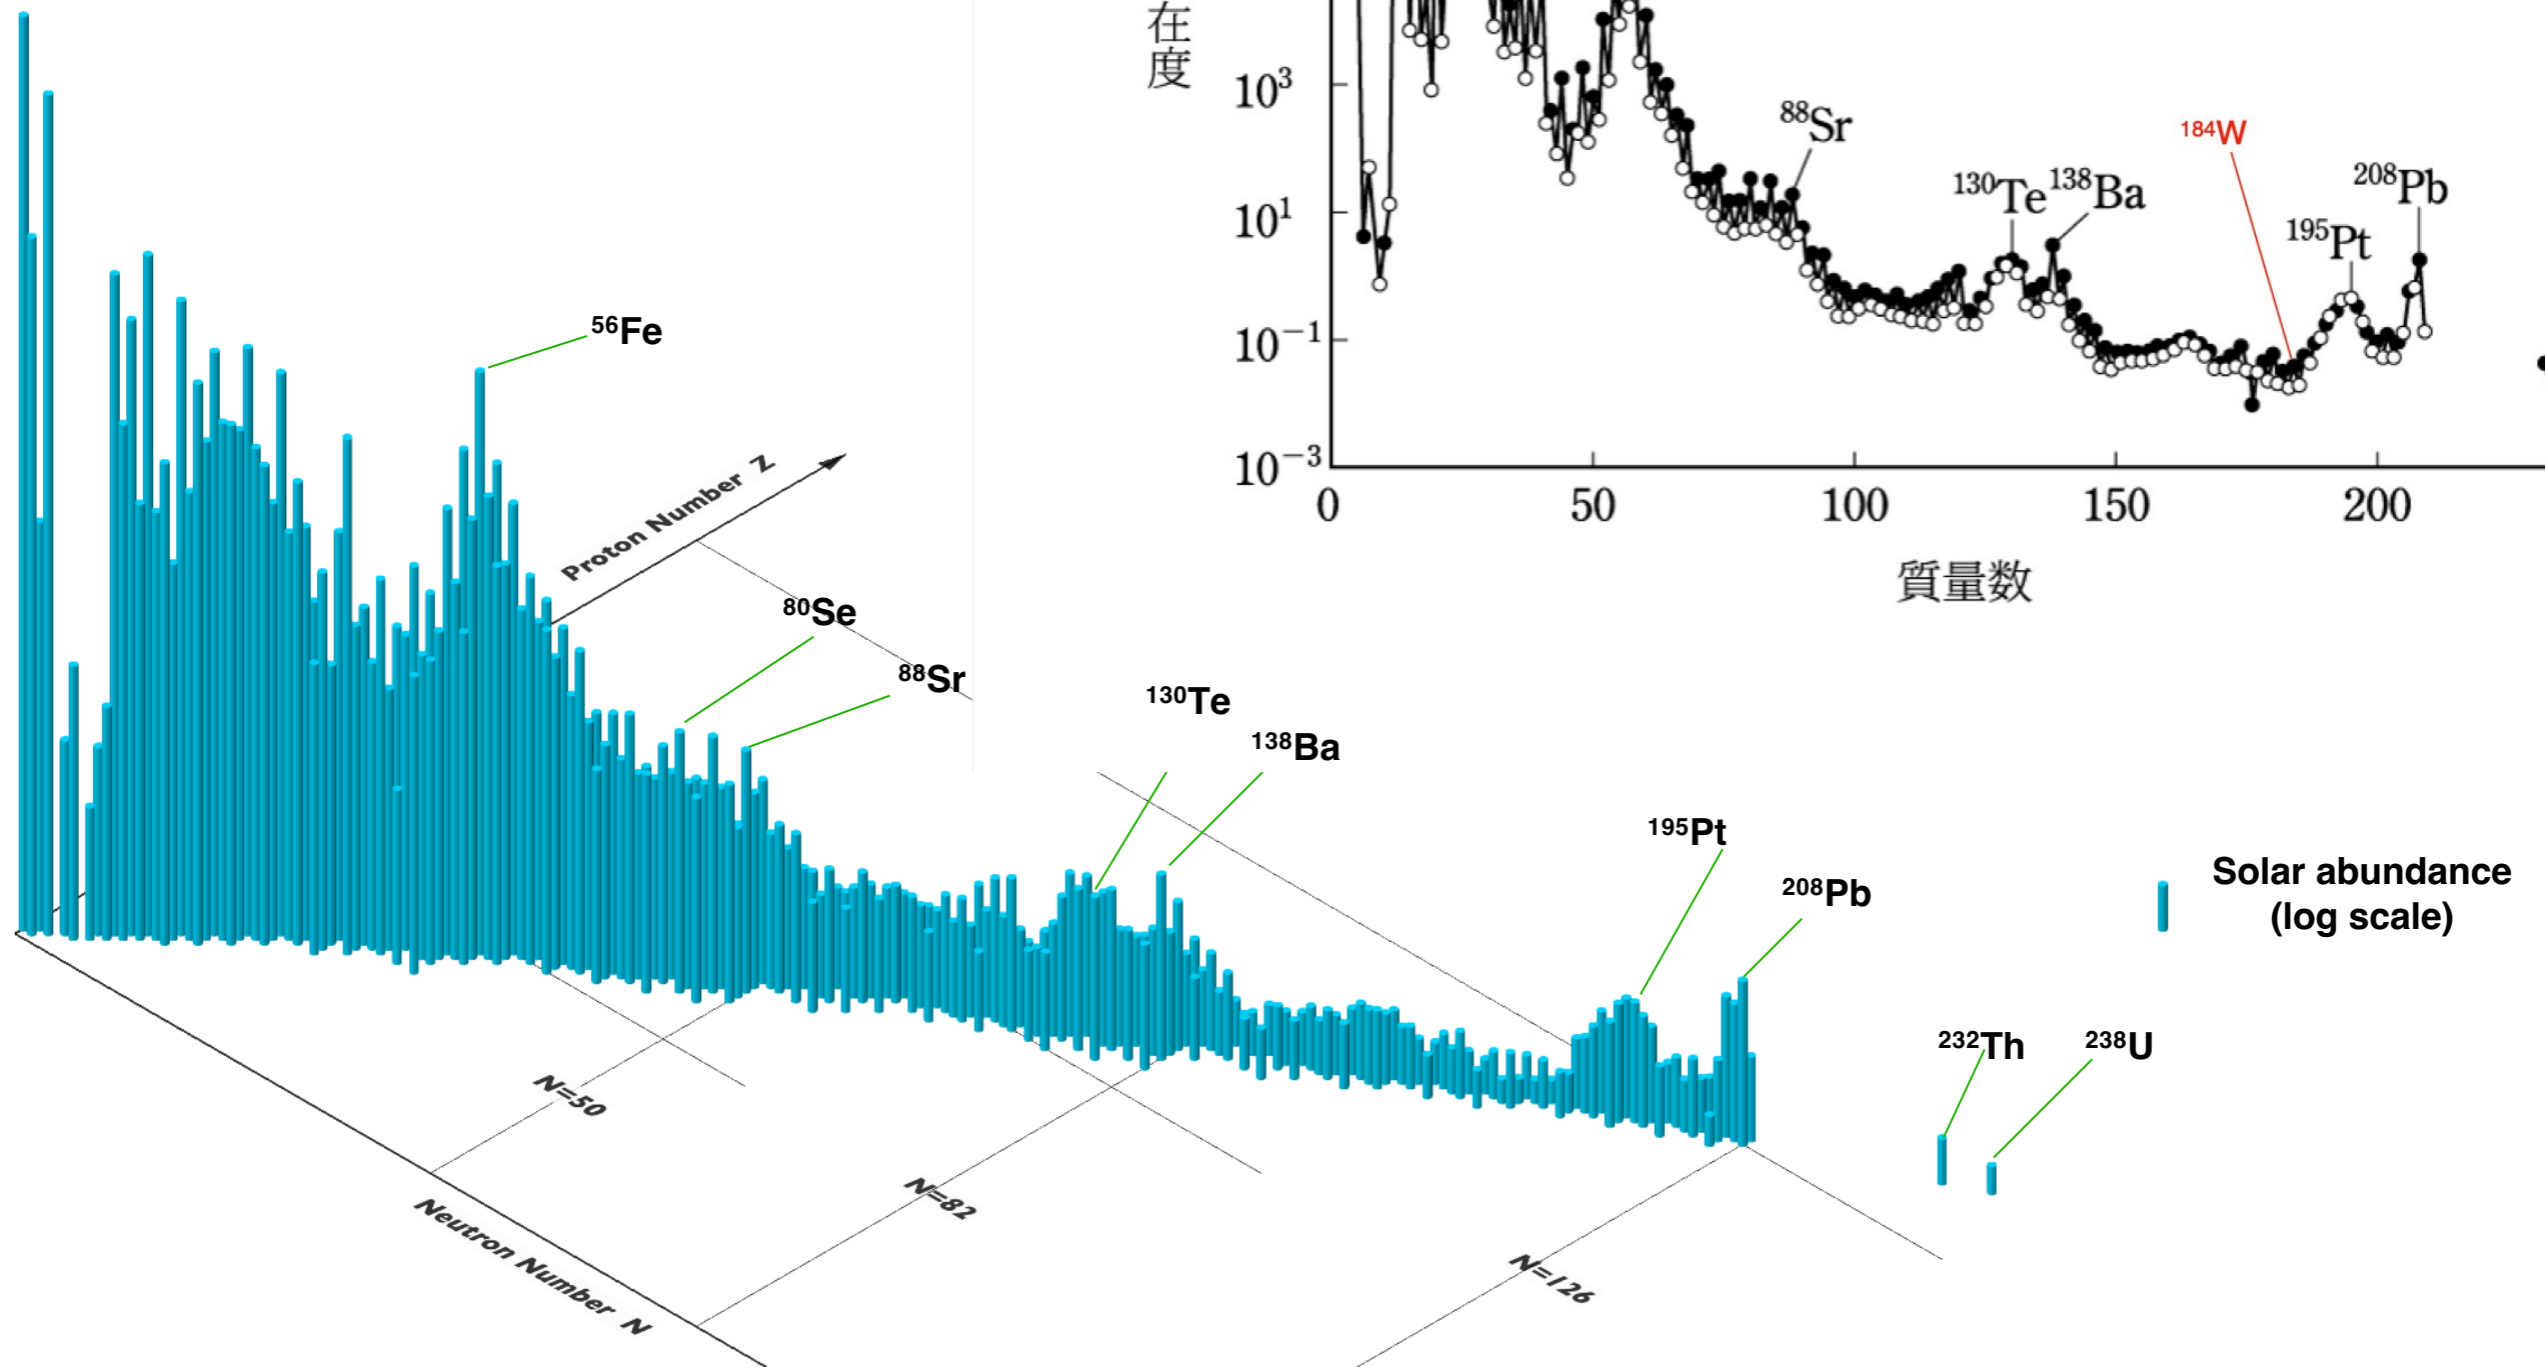 在度
10³
10¹
10⁻¹
10⁻³
0
50
100
150
200
質量数
⁸⁸Sr
¹³⁰Te
¹³⁸Ba
¹⁸⁴W
¹⁹⁵Pt
²⁰⁸Pb
⁵⁶Fe
Proton Number Z
⁸⁰Se
⁸⁸Sr
¹³⁰Te
¹³⁸Ba
¹⁹⁵Pt
²⁰⁸Pb
Solar abundance
(log scale)
²³²Th
²³⁸U
N=50
N=82
N=126
Neutron Number N